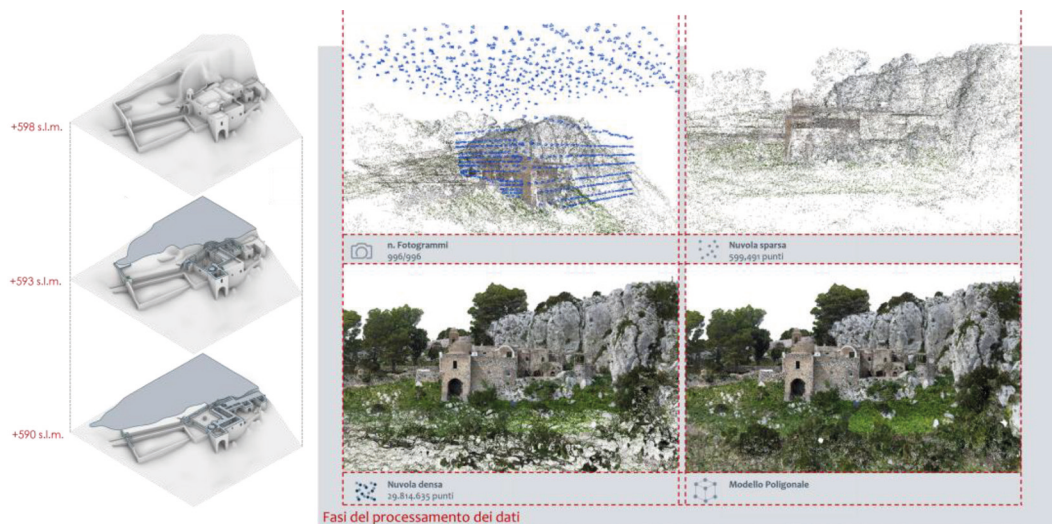 +598 s.l.m.
+593 s.l.m.
+590 s.l.m.
n. Fotogrammi
996/996
Nuvola sparsa
599,491 punti
Nuvola densa
29.814.635 punti
Modello Poligonale
Fasi del processamento dei dati